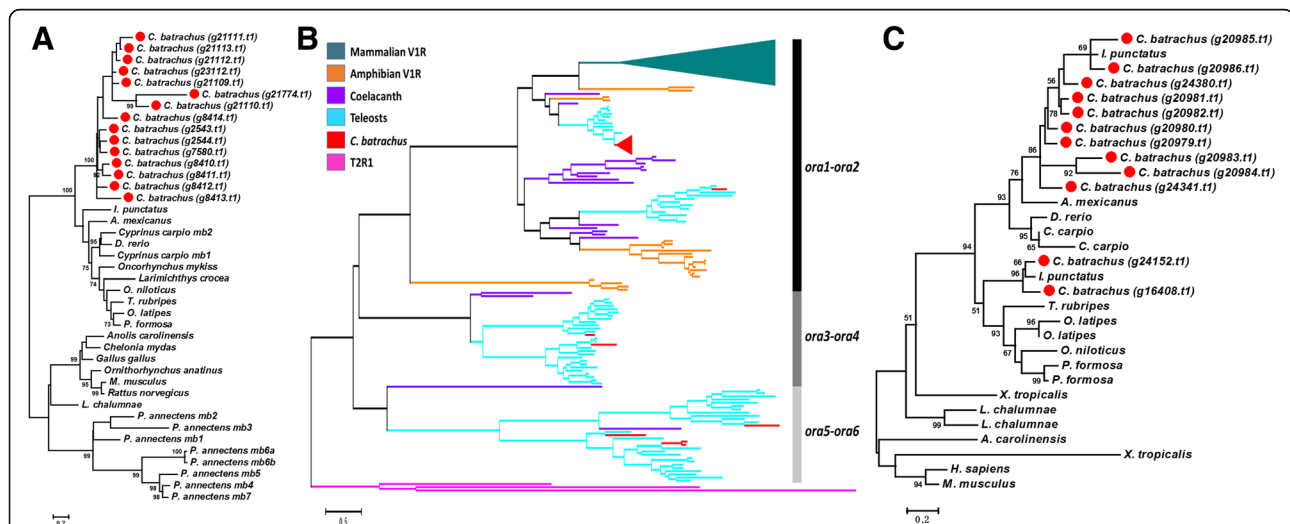 A
C. batrachus (g21111.t1)
C. batrachus (g21113.t1)
C. batrachus (g21112.t1)
C. batrachus (g23112.t1)
C. batrachus (g21109.t1)
C. batrachus (g21774.t1)
99
C. batrachus (g21110.t1)
C. batrachus (g8414.t1)
C. batrachus (g2543.t1)
C. batrachus (g2544.t1)
C. batrachus (g7580.t1)
100
C. batrachus (g8410.t1)
92
C. batrachus (g8411.t1)
C. batrachus (g8412.t1)
100
C. batrachus (g8413.t1)
I. punctatus
A. mexicanus
Cyprinus carpio mb2
95
D. rerio
Cyprinus carpio mb1
75
Oncorhynchus mykiss
74
Larimichthys crocea
O. niloticus
T. rubripes
O. latipes
73
P. formosa
Anolis carolinensis
Chelonia mydas
99
Gallus gallus
Ornithorhynchus anatinus
95
M. musculus
99
Rattus norvegicus
L. chalumnae
P. annectens mb2
P. annectens mb3
99
P. annectens mb1
100
P. annectens mb6a
P. annectens mb6b
99
P. annectens mb5
98
P. annectens mb4
98
P. annectens mb7
0.2
B
Mammalian V1R
Amphibian V1R
Coelacanth
Teleosts
C. batrachus
T2R1
ora1-ora2
ora3-ora4
ora5-ora6
0.5
C
C. batrachus (g20985.t1)
69
I. punctatus
C. batrachus (g20986.t1)
56
C. batrachus (g24380.t1)
C. batrachus (g20981.t1)
78
C. batrachus (g20982.t1)
C. batrachus (g20980.t1)
C. batrachus (g20979.t1)
86
C. batrachus (g20983.t1)
92
C. batrachus (g20984.t1)
76
C. batrachus (g24341.t1)
93
A. mexicanus
D. rerio
95
C. carpio
65
C. carpio
94
66
C. batrachus (g24152.t1)
96
I. punctatus
C. batrachus (g16408.t1)
51
51
T. rubripes
93
96
O. latipes
O. latipes
67
O. niloticus
P. formosa
99
P. formosa
X. tropicalis
L. chalumnae
99
L. chalumnae
A. carolinensis
X. tropicalis
H. sapiens
94
M. musculus
0.2